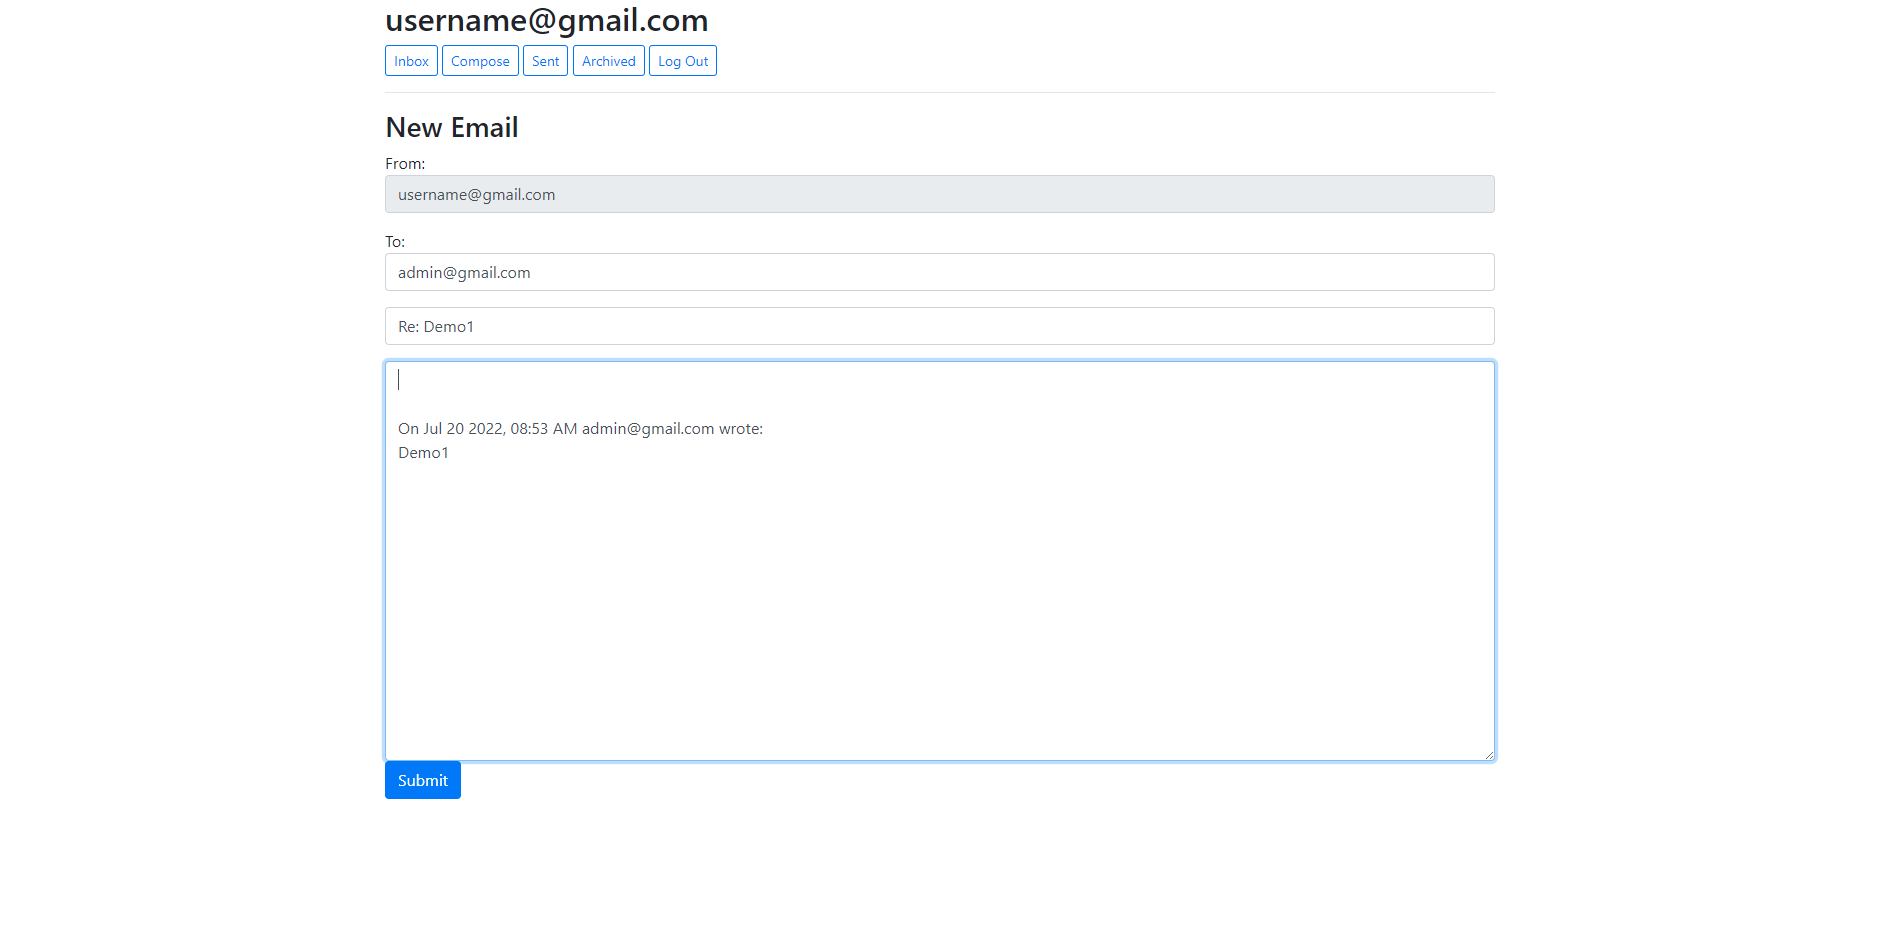 username@gmail.com
Inbox Compose Sent Archived Log Out
New Email
From:
username@gmail.com
To:
admin@gmail.com
Re: Demo1
On Jul 20 2022, 08:53 AM admin@gmail.com wrote:
Demo1
Submit